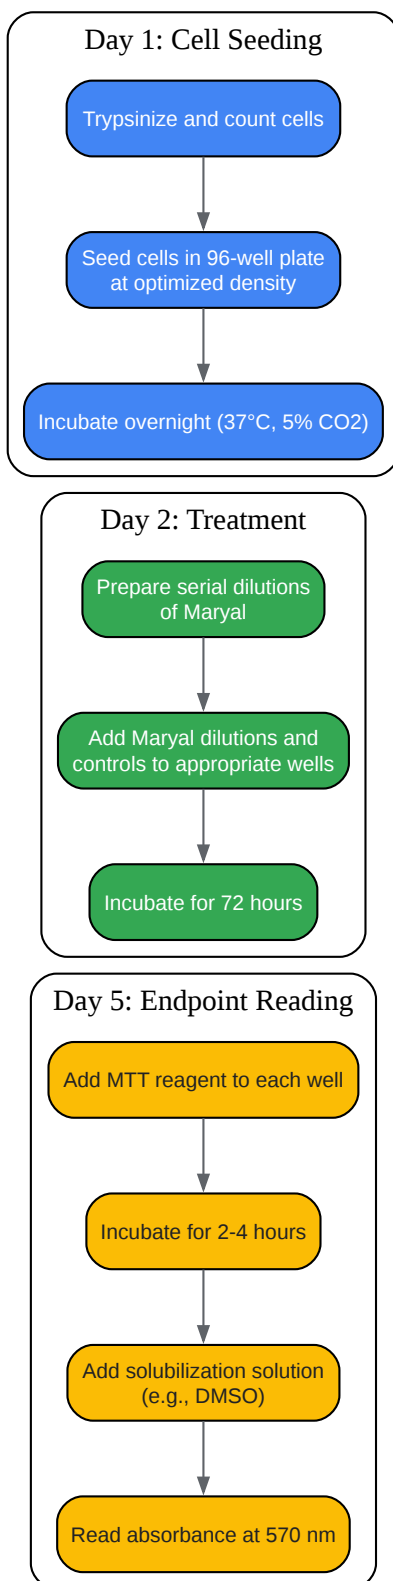 Day 1: Cell Seeding
Trypsinize and count cells
Seed cells in 96-well plate
at optimized density
Incubate overnight (37°C, 5% CO2)
Day 2: Treatment
Prepare serial dilutions
of Maryal
Add Maryal dilutions and
controls to appropriate wells
Incubate for 72 hours
Day 5: Endpoint Reading
Add MTT reagent to each well
Incubate for 2-4 hours
Add solubilization solution
(e.g., DMSO)
Read absorbance at 570 nm